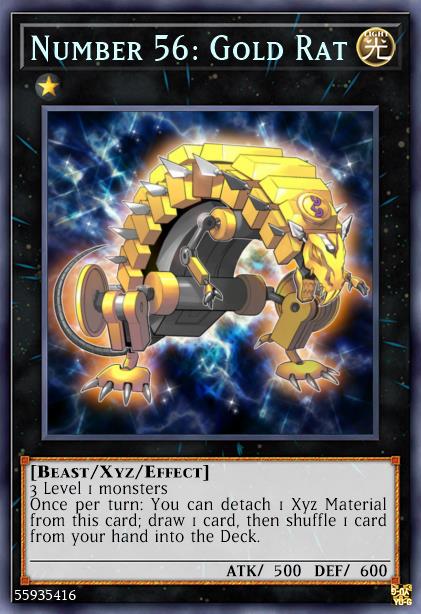 NUMBER 56: GOLD RAT
LIGHT
光
[BEAST/XYZ/EFFECT]
3 Level 1 monsters
Once per turn: You can detach 1 Xyz Material
from this card; draw 1 card, then shuffle 1 card
from your hand into the Deck.
ATK/ 500 DEF/ 600
55935416